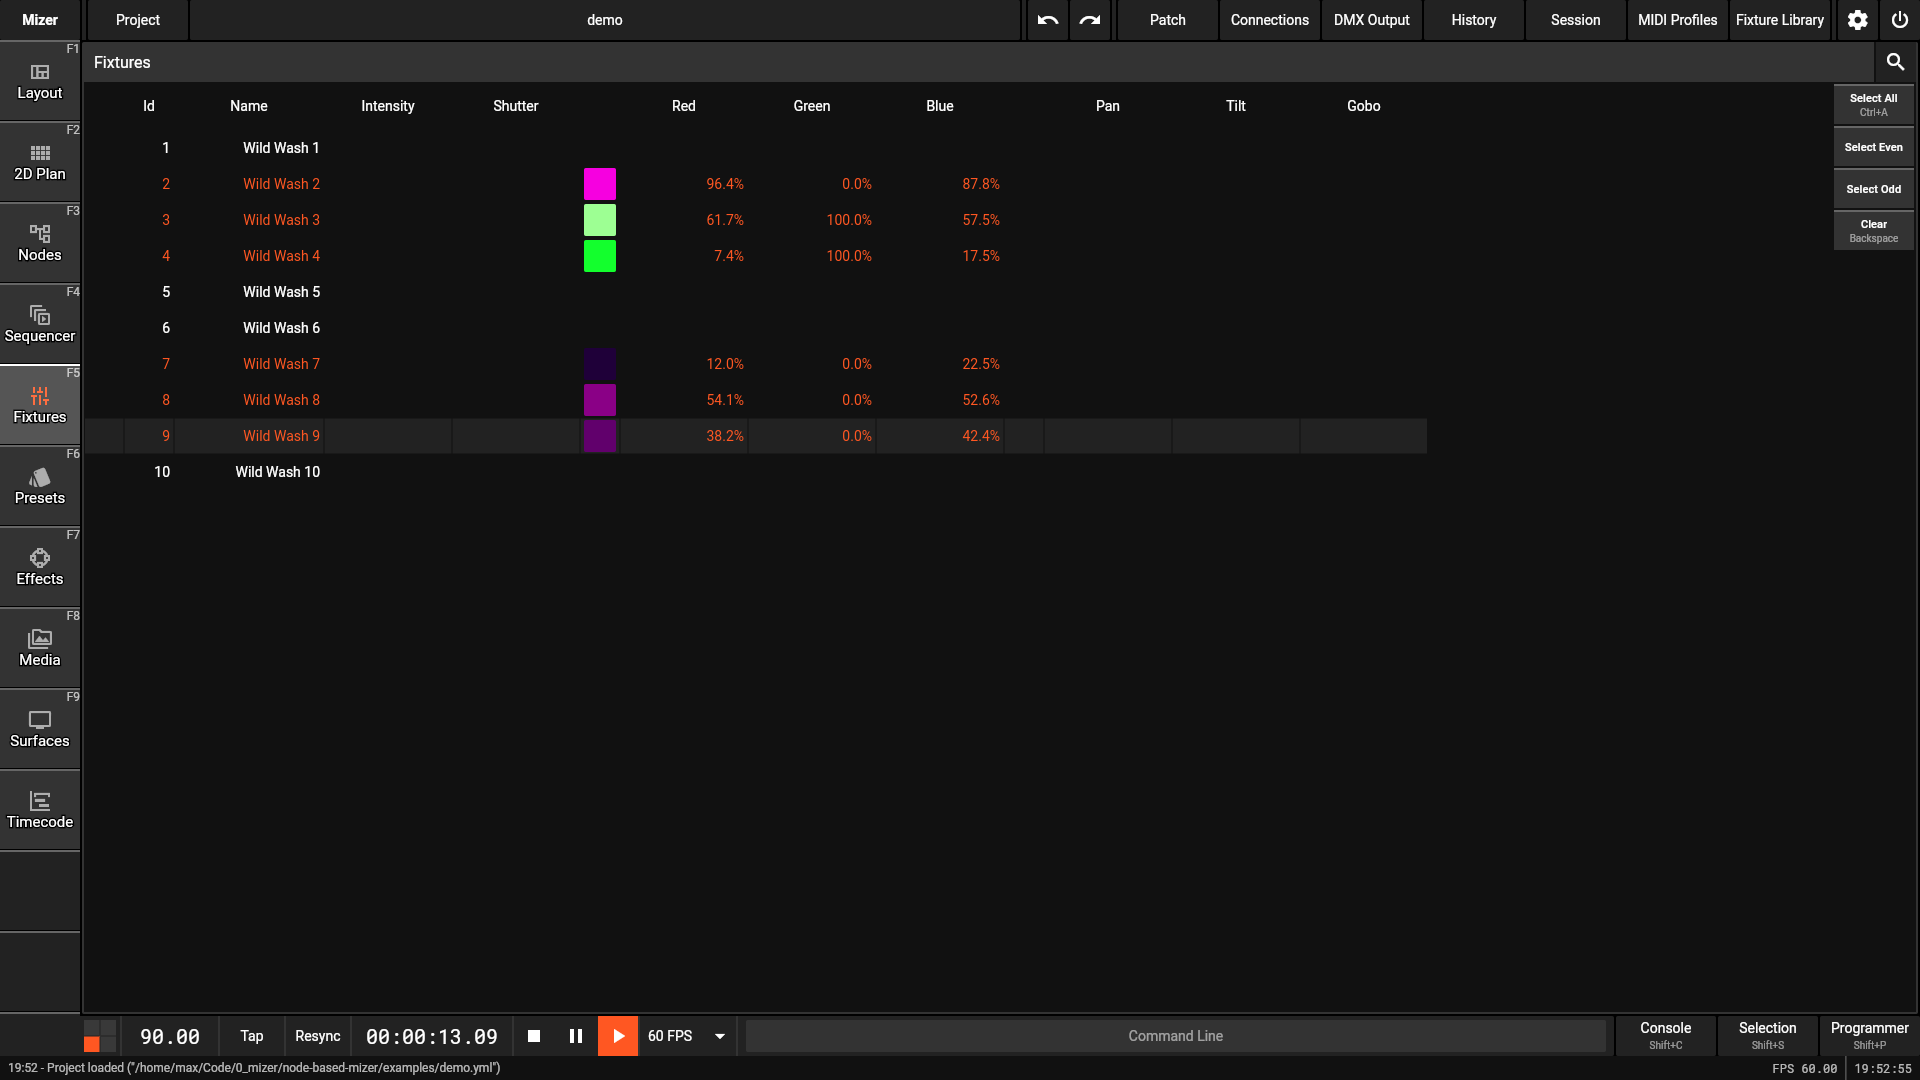 Mizer Project demo Patch Connections DMX Output History Session MIDI Profiles Fixture Library
F1
Layout
F2
2D Plan
F3
Nodes
F4
Sequencer
F5
Fixtures
F6
Presets
F7
Effects
F8
Media
F9
Surfaces
Timecode
Fixtures
Id Name Intensity Shutter Red Green Blue Pan Tilt Gobo
1 Wild Wash 1
2 Wild Wash 2 96.4% 0.0% 87.8%
3 Wild Wash 3 61.7% 100.0% 57.5%
4 Wild Wash 4 7.4% 100.0% 17.5%
5 Wild Wash 5
6 Wild Wash 6
7 Wild Wash 7 12.0% 0.0% 22.5%
8 Wild Wash 8 54.1% 0.0% 52.6%
9 Wild Wash 9 38.2% 0.0% 42.4%
10 Wild Wash 10
Select All
Ctrl+A
Select Even
Select Odd
Clear
Backspace
90.00 Tap Resync 00:00:13.09 60 FPS Command Line
Console
Shift+C
Selection
Shift+S
Programmer
Shift+P
19:52 - Project loaded ("/home/max/Code/0_mizer/node-based-mizer/examples/demo.yml") FPS 60.00 19:52:55